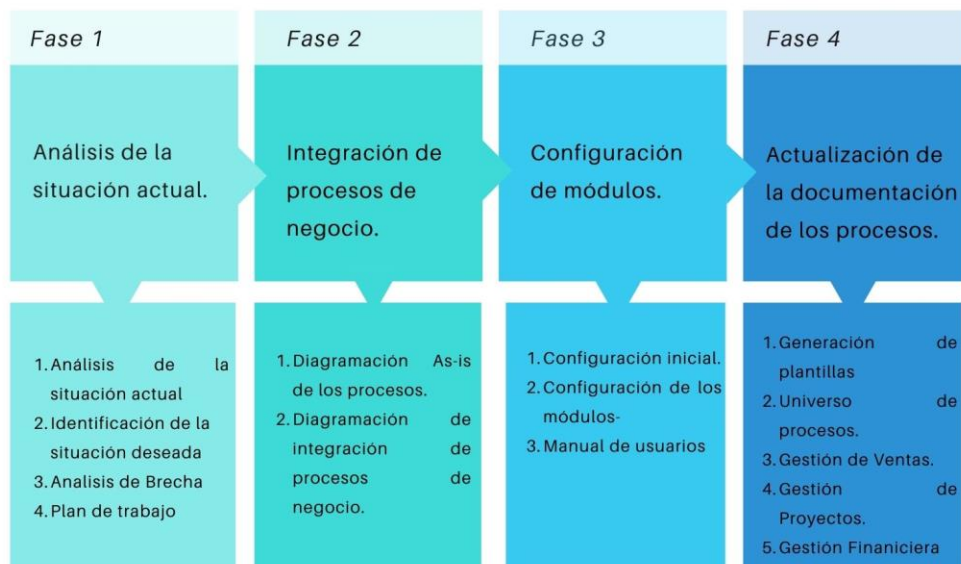 Fase 1
Análisis de la
situación actual.
1. Análisis de la
situación actual
2. Identificación de la
situación deseada
3. Analisis de Brecha
4. Plan de trabajo
Fase 2
Integración de
procesos de
negocio.
1. Diagramación As-is
de los procesos.
2. Diagramación de
integración de
procesos de
negocio.
Fase 3
Configuración
de módulos.
1. Configuración inicial.
2. Configuración de los
módulos-
3. Manual de usuarios
Fase 4
Actualización de
la documentación
de los procesos.
1. Generación de
plantillas
2. Universo de
procesos.
3. Gestión de Ventas.
4. Gestión de
Proyectos.
5. Gestión Finaniciera